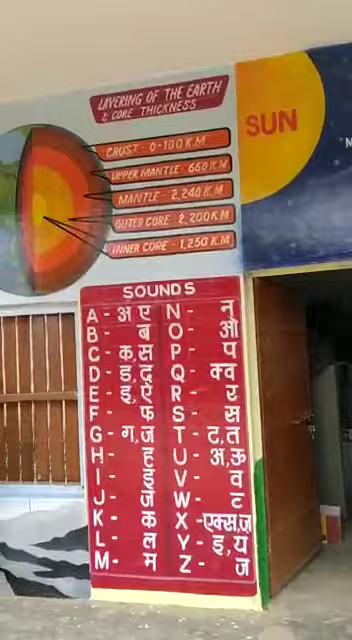 LAYERING OF THE EARTH
& CORE THICKNESS
CRUST - 0-100 K.M
UPPER MANTLE - 660 K.M
MANTLE - 2,240 K.M
OUTER CORE - 2,200 K.M
INNER CORE - 1,250 K.M
SUN
SOUNDS
A - अ ए N - न्
B - ब O - ओ
C - क,स P - प
D - ड,द Q - क्व
E - इ,ए R - र
F - फ S - स
G - ग,ज T - ट,त
H - ह U - अ,ऊ
I - इ V - व
J - ज W - ट
K - क X - एक्स,ज
L - ल Y - इ,य
M - म Z - ज